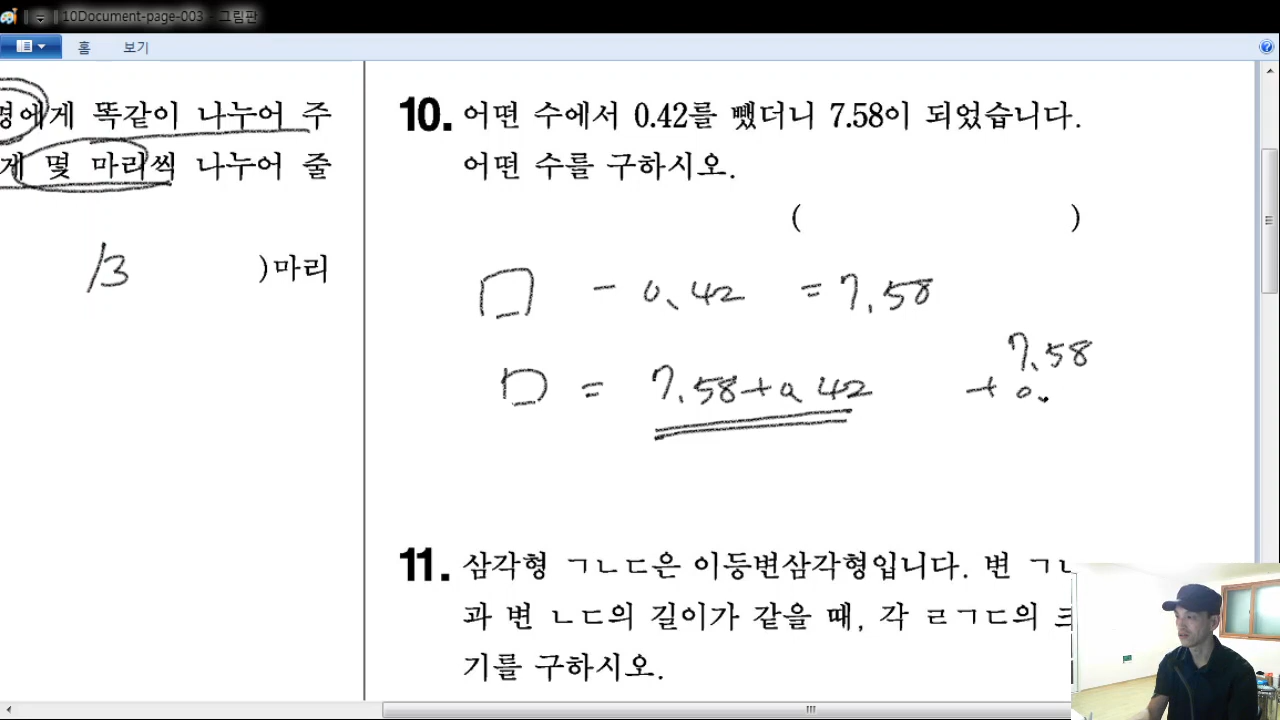 10Document-page-003 - 그림판
홈 보기
명에게 똑같이 나누어 주
게 몇 마리씩 나누어 줄
13 )마리
10. 어떤 수에서 0.42를 뺐더니 7.58이 되었습니다.
어떤 수를 구하시오.
( )
□ - 0.42 = 7.58
□ = 7.58+0.42
7.58
+ 0.
11. 삼각형 ㄱㄴㄷ은 이등변삼각형입니다. 변 ㄱㄴ
과 변 ㄴㄷ의 길이가 같을 때, 각 ㄹㄱㄷ의 크
기를 구하시오.